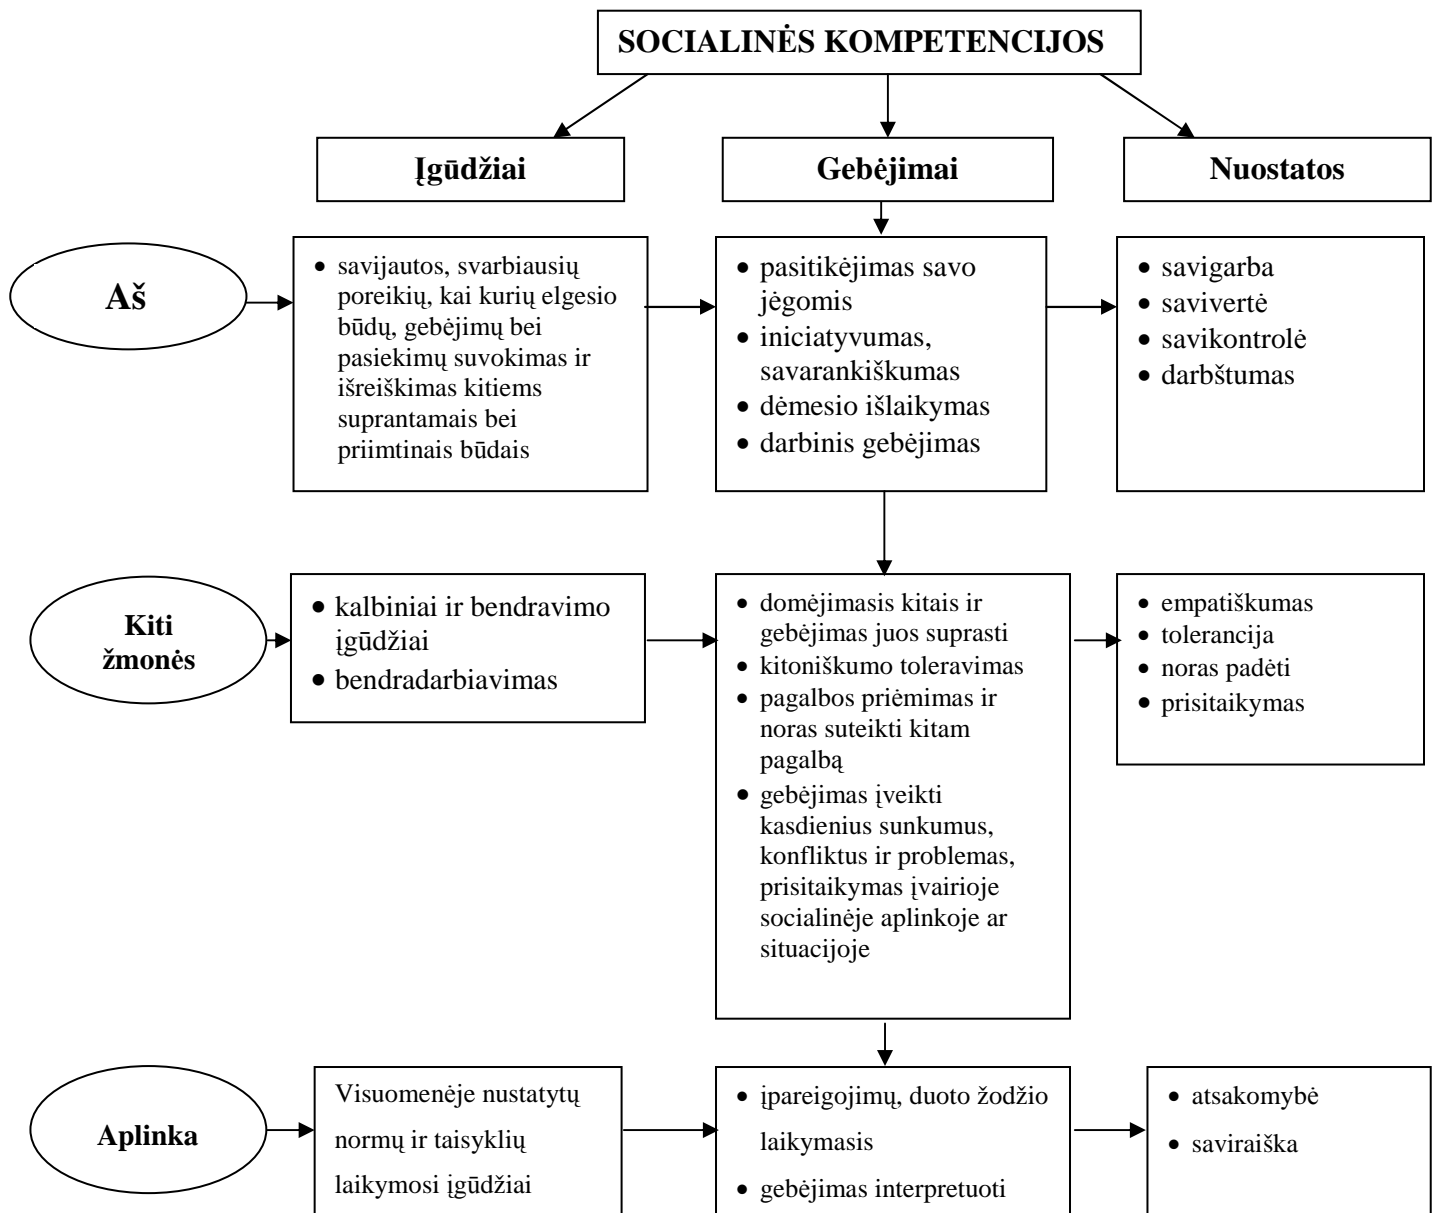 SOCIALINĖS KOMPETENCIJOS
Įgūdžiai
Gebėjimai
Nuostatos
Aš
• savijautos, svarbiausių
poreikių, kai kurių elgesio
būdų, gebėjimų bei
pasiekimų suvokimas ir
išreiškimas kitiems
suprantamais bei
priimtinais būdais
• pasitikėjimas savo
jėgomis
• iniciatyvumas,
savarankiškumas
• dėmesio išlaikymas
• darbinis gebėjimas
• savigarba
• savivertė
• savikontrolė
• darbštumas
Kiti
žmonės
• kalbiniai ir bendravimo
įgūdžiai
• bendradarbiavimas
• domėjimasis kitais ir
gebėjimas juos suprasti
• kitoniškumo toleravimas
• pagalbos priėmimas ir
noras suteikti kitam
pagalbą
• gebėjimas įveikti
kasdienius sunkumus,
konfliktus ir problemas,
prisitaikymas įvairioje
socialinėje aplinkoje ar
situacijoje
• empatiškumas
• tolerancija
• noras padėti
• prisitaikymas
Aplinka
Visuomenėje nustatytų
normų ir taisyklių
laikymosi įgūdžiai
• įpareigojimų, duoto žodžio
laikymasis
• gebėjimas interpretuoti
• atsakomybė
• saviraiška